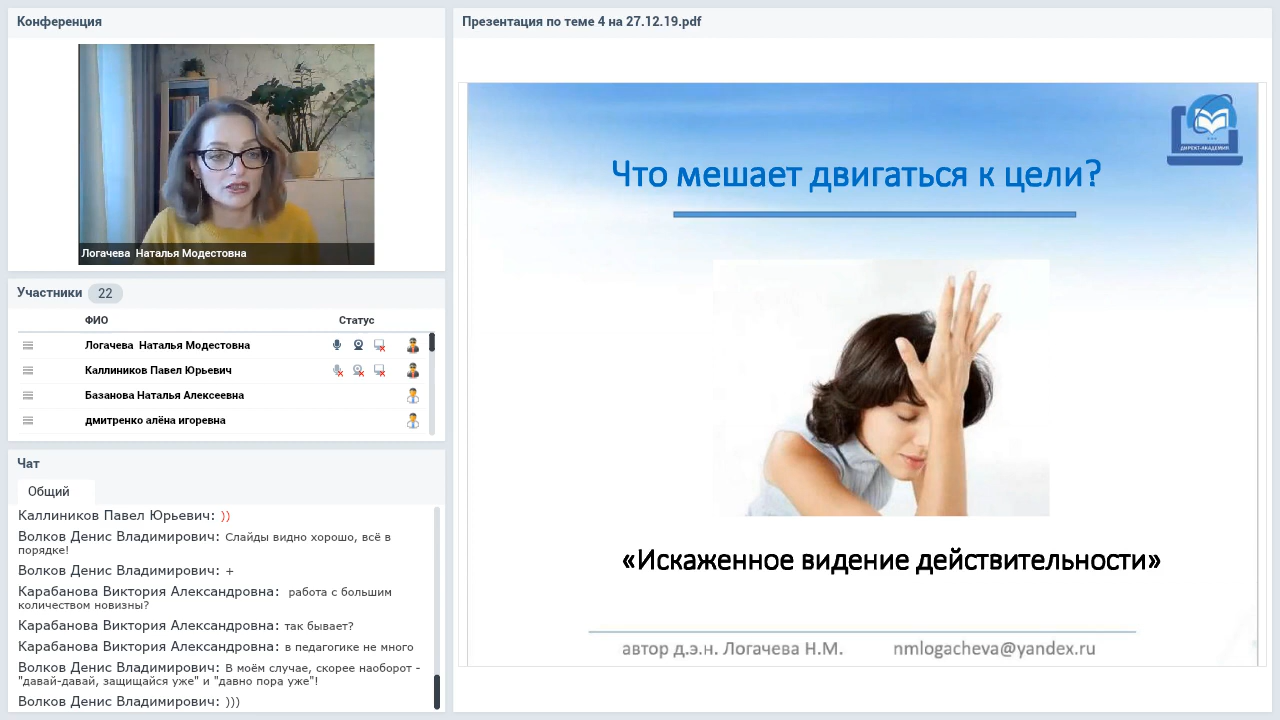 Конференция
Логачева  Наталья Модестовна
Участники 22
ФИО Статус
Логачева  Наталья Модестовна
Каллиников Павел Юрьевич
Базанова Наталья Алексеевна
дмитренко алёна игоревна
Чат
Общий
Каллиников Павел Юрьевич: ))
Волков Денис Владимирович: Слайды видно хорошо, всё в
порядке!
Волков Денис Владимирович: +
Карабанова Виктория Александровна:  работа с большим
количеством новизны?
Карабанова Виктория Александровна: так бывает?
Карабанова Виктория Александровна: в педагогике не много
Волков Денис Владимирович: В моём случае, скорее наоборот -
"давай-давай, защищайся уже" и "давно пора уже"!
Волков Денис Владимирович: )))
Презентация по теме 4 на 27.12.19.pdf
ДИРЕКТ-АКАДЕМИЯ
Что мешает двигаться к цели?
«Искаженное видение действительности»
автор д.э.н. Логачева Н.М. nmlogacheva@yandex.ru